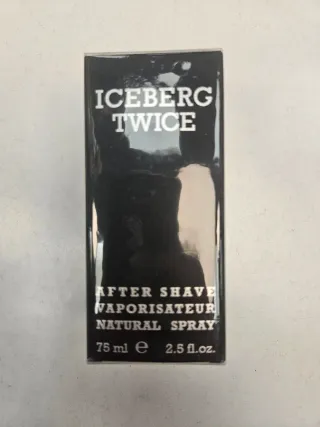 ICEBERG
TWICE
AFTER SHAVE
VAPORISATEUR
NATURAL SPRAY
75 ml ℮ 2.5 fl.oz.